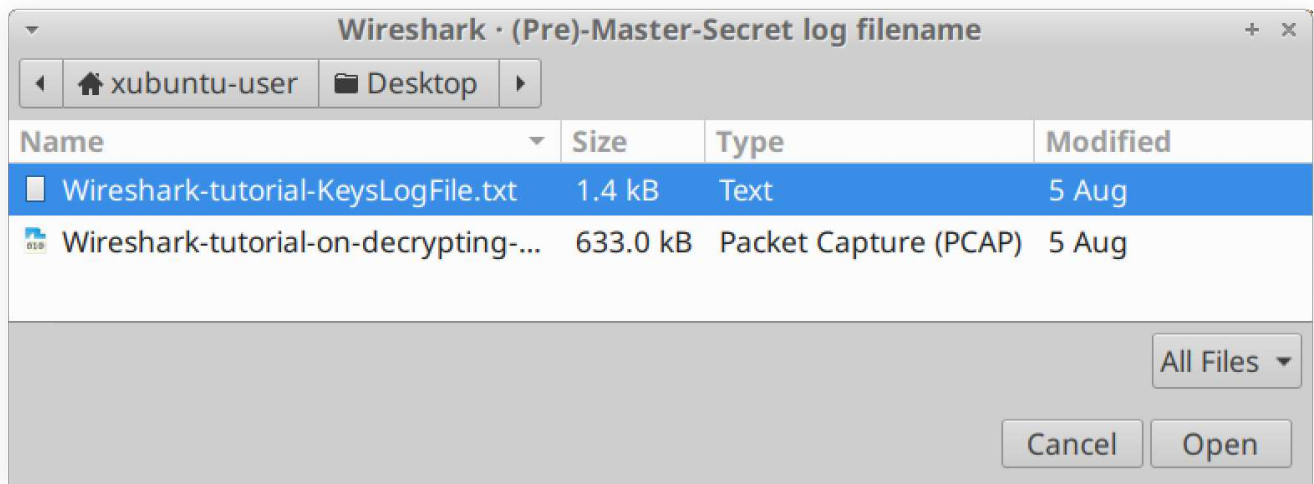 Wireshark · (Pre)-Master-Secret log filename
xubuntu-user Desktop
Name Size Type Modified
Wireshark-tutorial-KeysLogFile.txt 1.4 kB Text 5 Aug
Wireshark-tutorial-on-decrypting-... 633.0 kB Packet Capture (PCAP) 5 Aug
All Files
Cancel Open